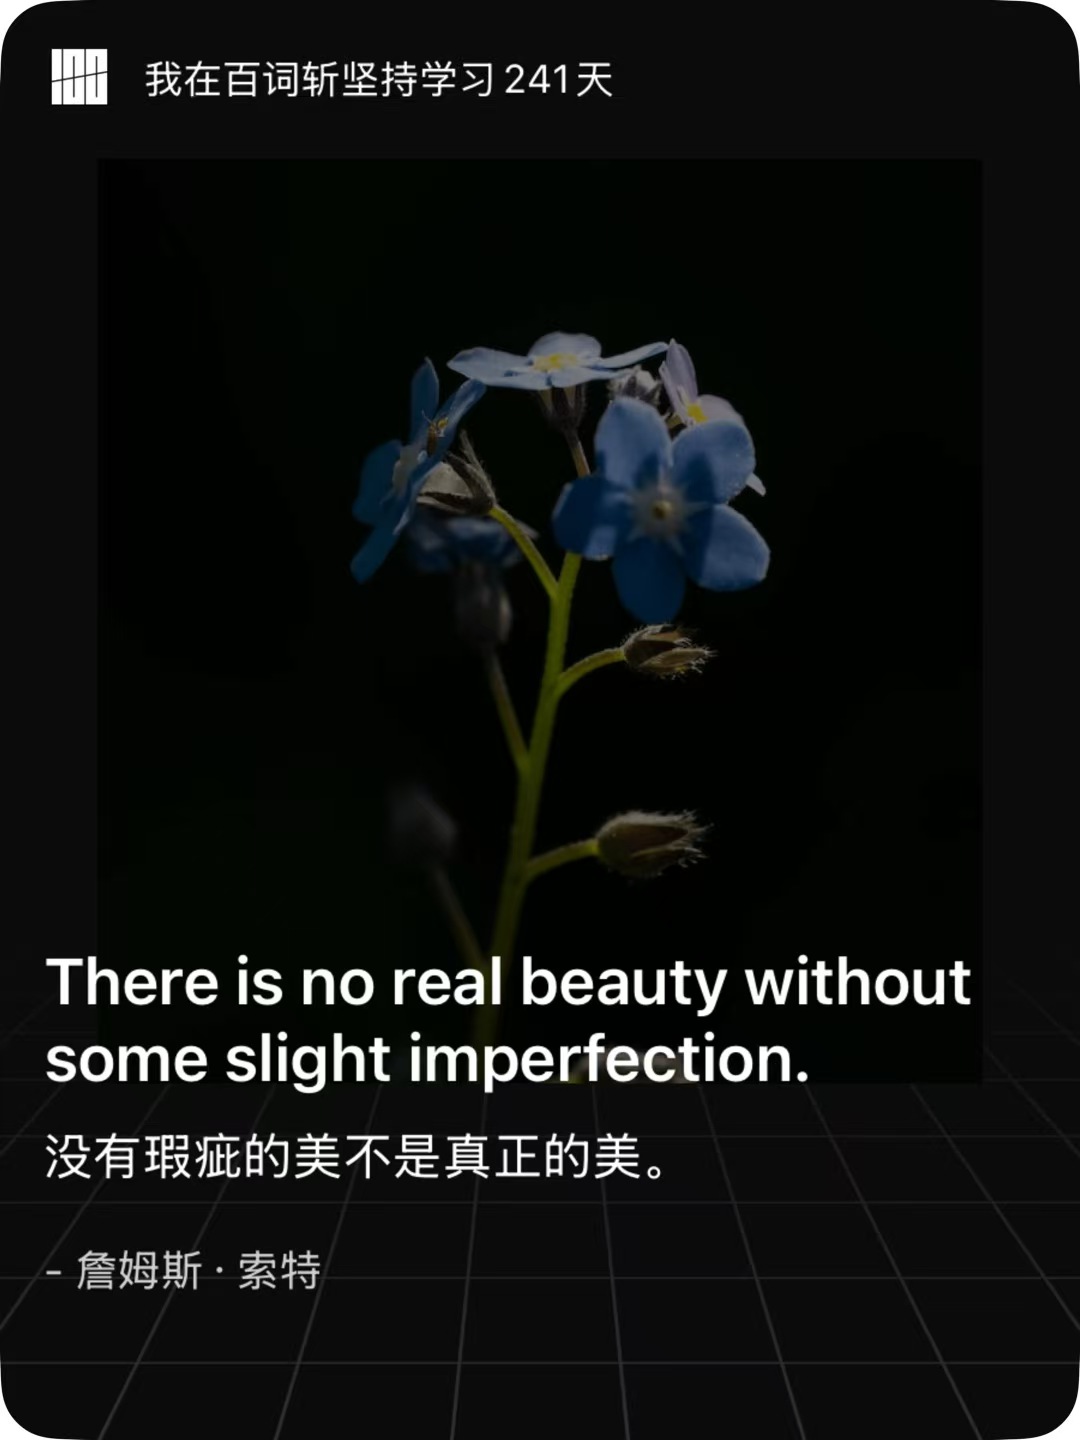 100
我在百词斩坚持学习241天
There is no real beauty without
some slight imperfection.
没有瑕疵的美不是真正的美。
- 詹姆斯·索特